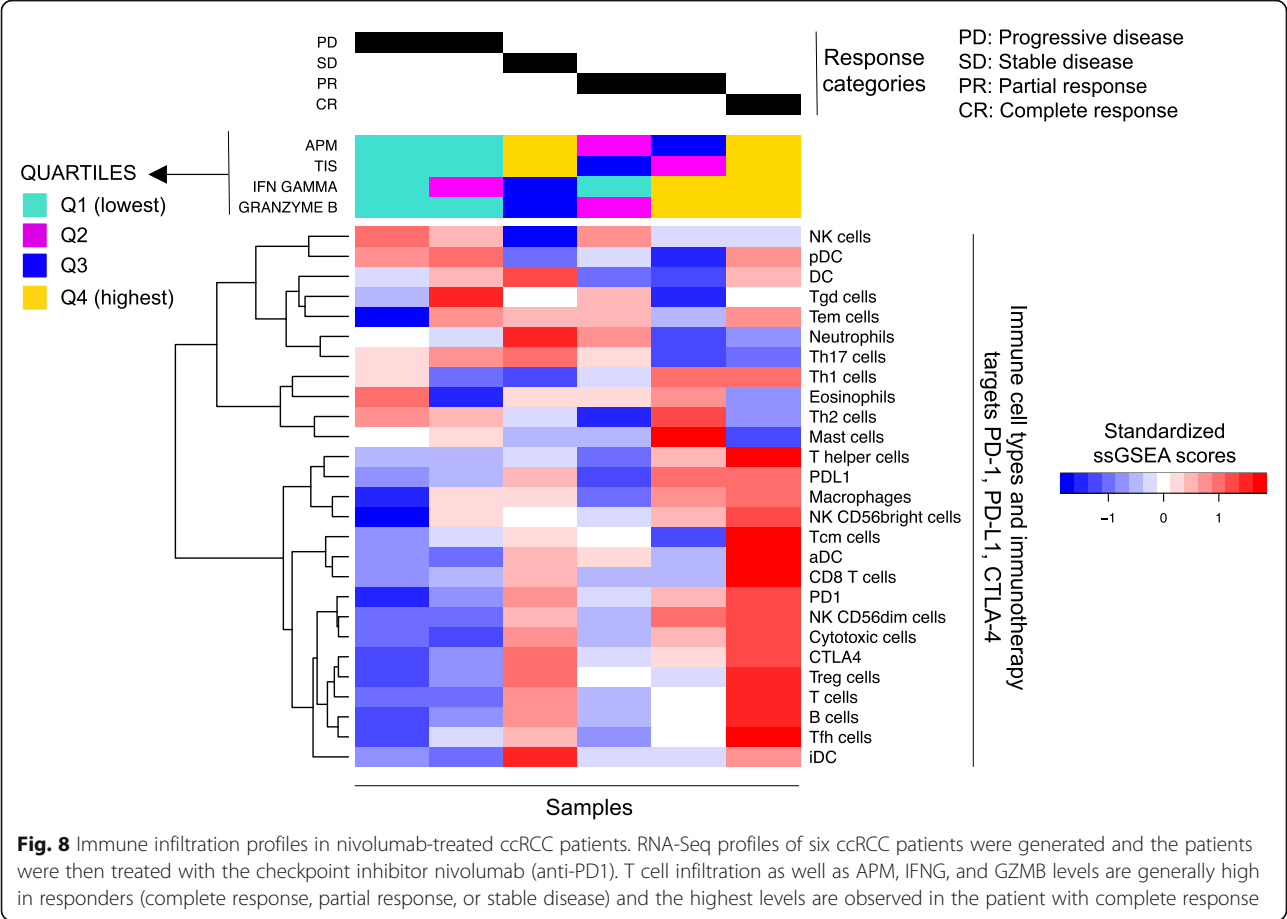 PD
SD
PR
CR
Response
categories
PD: Progressive disease
SD: Stable disease
PR: Partial response
CR: Complete response
QUARTILES
Q1 (lowest)
Q2
Q3
Q4 (highest)
APM
TIS
IFN GAMMA
GRANZYME B
NK cells
pDC
DC
Tgd cells
Tem cells
Neutrophils
Th17 cells
Th1 cells
Eosinophils
Th2 cells
Mast cells
T helper cells
PDL1
Macrophages
NK CD56bright cells
Tcm cells
aDC
CD8 T cells
PD1
NK CD56dim cells
Cytotoxic cells
CTLA4
Treg cells
T cells
B cells
Tfh cells
iDC
Immune cell types and immunotherapy
targets PD-1, PD-L1, CTLA-4
Standardized
ssGSEA scores
−1 0 1
Samples
Fig. 8 Immune infiltration profiles in nivolumab-treated ccRCC patients. RNA-Seq profiles of six ccRCC patients were generated and the patients
were then treated with the checkpoint inhibitor nivolumab (anti-PD1). T cell infiltration as well as APM, IFNG, and GZMB levels are generally high
in responders (complete response, partial response, or stable disease) and the highest levels are observed in the patient with complete response